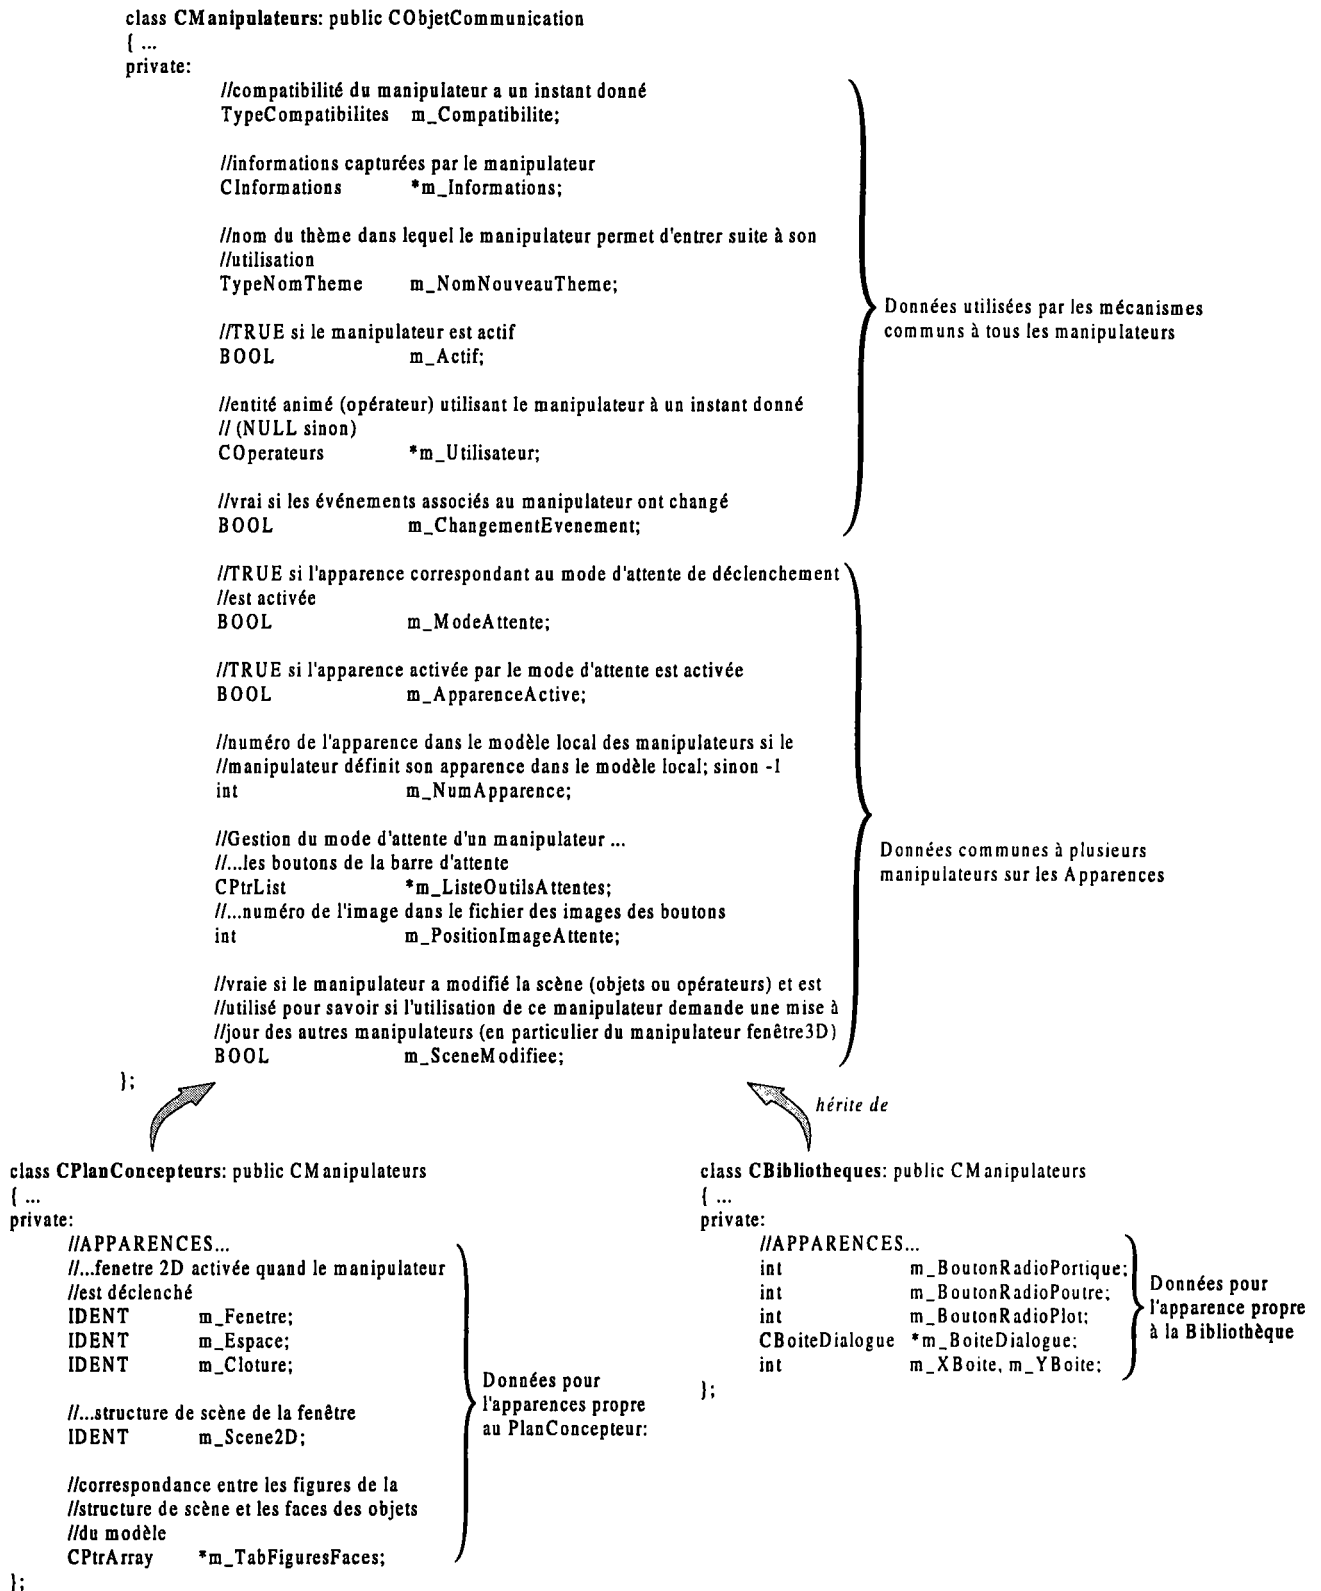 class CManipulateurs: public CObjetCommunication
{ ...
private:
//compatibilité du manipulateur a un instant donné
TypeCompatibilites m_Compatibilite;
//informations capturées par le manipulateur
CInformations *m_Informations;
//nom du thème dans lequel le manipulateur permet d'entrer suite à son
//utilisation
TypeNomTheme m_NomNouveauTheme;
//TRUE si le manipulateur est actif
BOOL m_Actif;
//entité animé (opérateur) utilisant le manipulateur à un instant donné
// (NULL sinon)
COperateurs *m_Utilisateur;
//vrai si les événements associés au manipulateur ont changé
BOOL m_ChangementEvenement;
Données utilisées par les mécanismes
communs à tous les manipulateurs
//TRUE si l'apparence correspondant au mode d'attente de déclenchement
//est activée
BOOL m_ModeAttente;
//TRUE si l'apparence activée par le mode d'attente est activée
BOOL m_ApparenceActive;
//numéro de l'apparence dans le modèle local des manipulateurs si le
//manipulateur définit son apparence dans le modèle local; sinon -1
int m_NumApparence;
//Gestion du mode d'attente d'un manipulateur ...
//...les boutons de la barre d'attente
CPtrList *m_ListeOutilsAttentes;
//...numéro de l'image dans le fichier des images des boutons
int m_PositionImageAttente;
//vraie si le manipulateur a modifié la scène (objets ou opérateurs) et est
//utilisé pour savoir si l'utilisation de ce manipulateur demande une mise à
//jour des autres manipulateurs (en particulier du manipulateur fenêtre3D)
BOOL m_SceneModifiee;
Données communes à plusieurs
manipulateurs sur les Apparences
};
hérite de
class CPlanConcepteurs: public CManipulateurs
{ ...
private:
//APPARENCES...
//...fenetre 2D activée quand le manipulateur
//est déclenché
IDENT m_Fenetre;
IDENT m_Espace;
IDENT m_Cloture;
//...structure de scène de la fenêtre
IDENT m_Scene2D;
//correspondance entre les figures de la
//structure de scène et les faces des objets
//du modèle
CPtrArray *m_TabFiguresFaces;
};
Données pour
l'apparences propre
au PlanConcepteur:
class CBibliotheques: public CManipulateurs
{ ...
private:
//APPARENCES...
int m_BoutonRadioPortique;
int m_BoutonRadioPoutre;
int m_BoutonRadioPlot;
CBoiteDialogue *m_BoiteDialogue;
int m_XBoite, m_YBoite;
};
Données pour
l'apparence propre
à la Bibliothèque